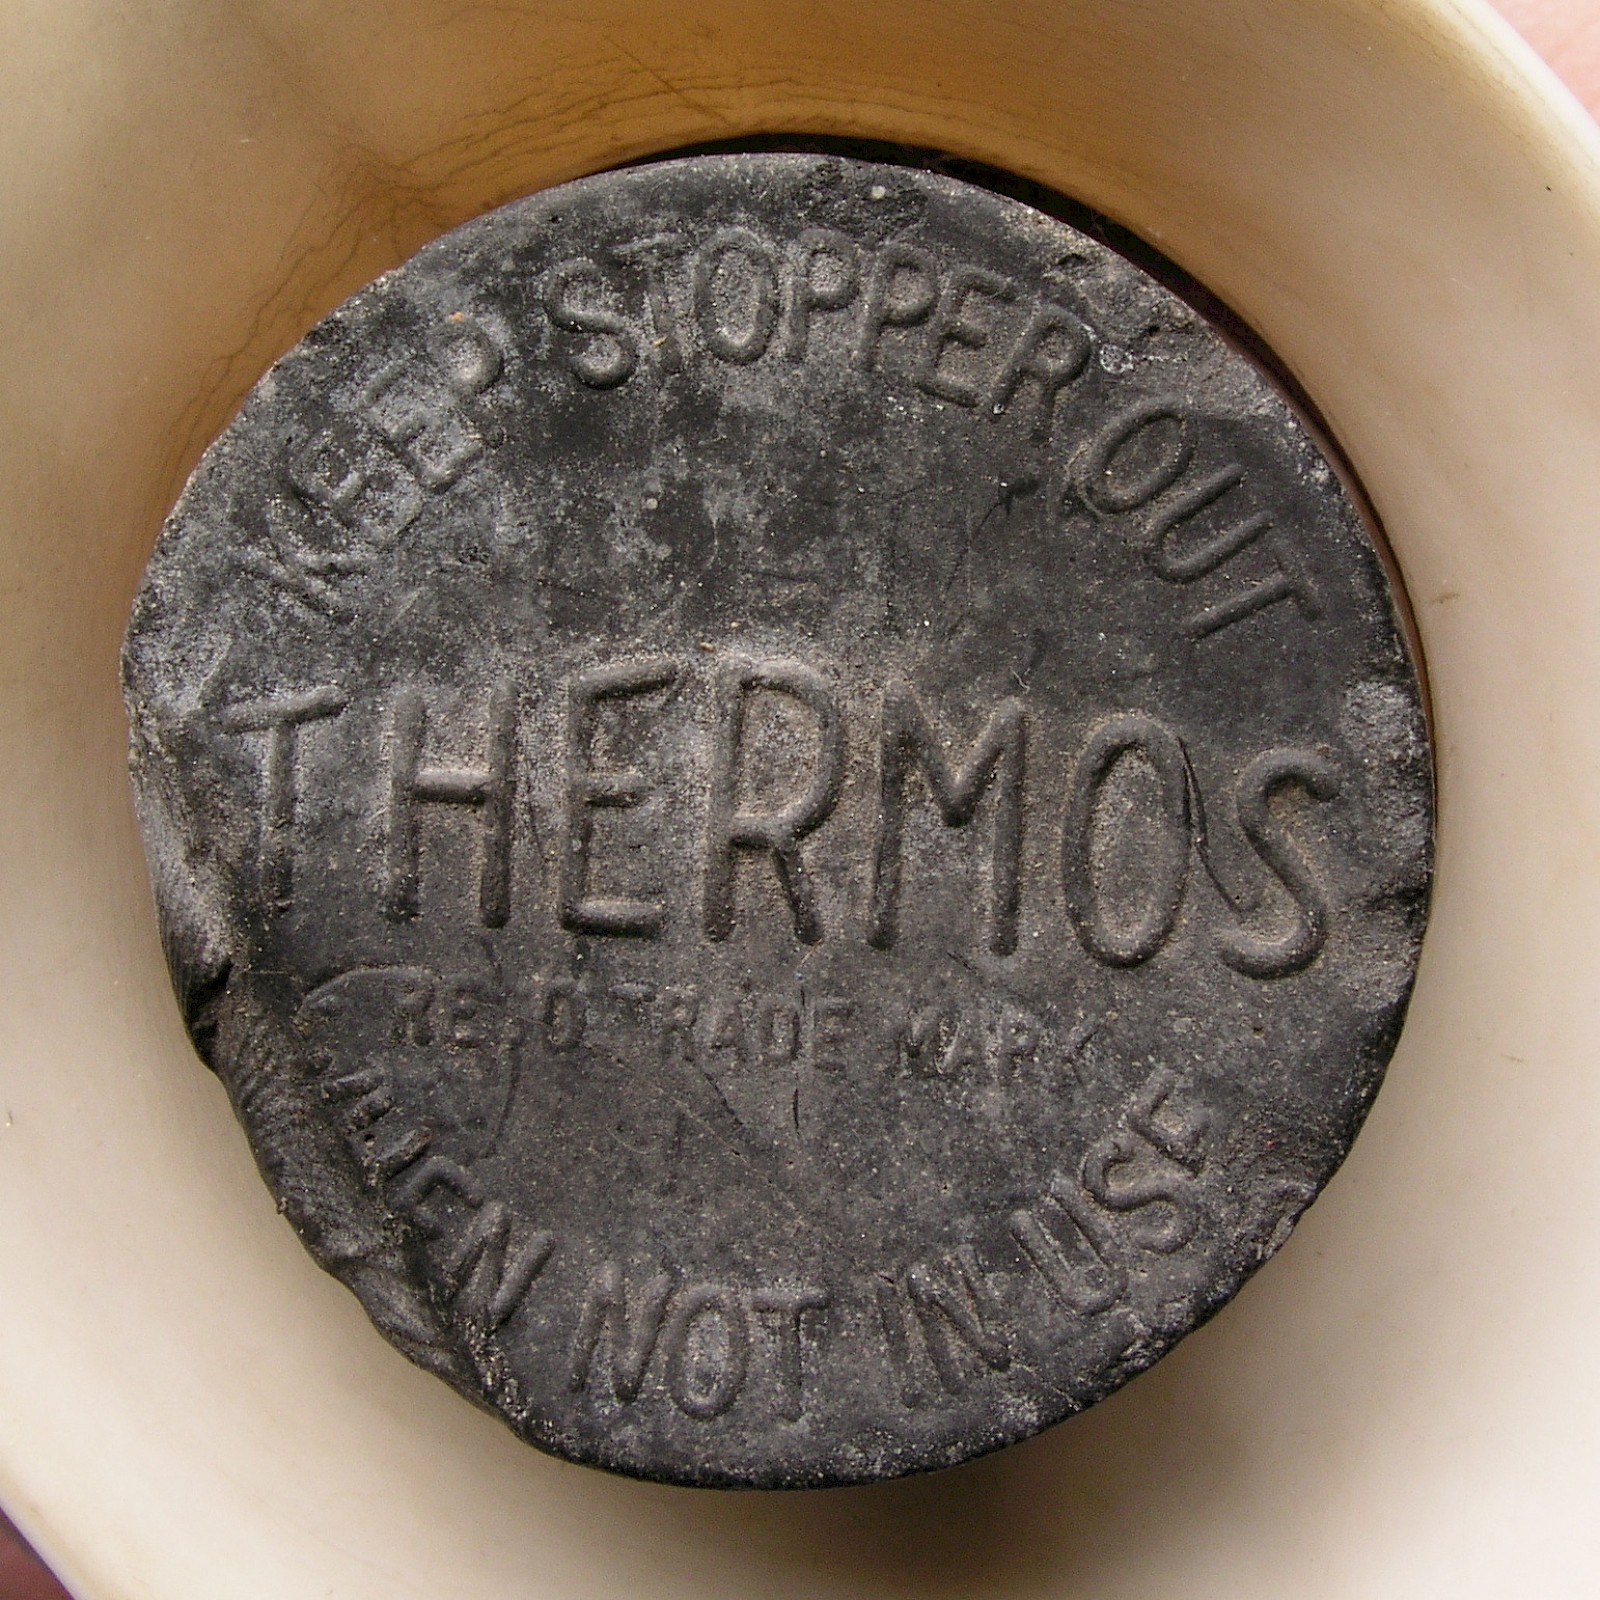 KEEP STOPPER OUT
THERMOS
REG'D TRADE MARK
WHEN NOT IN USE